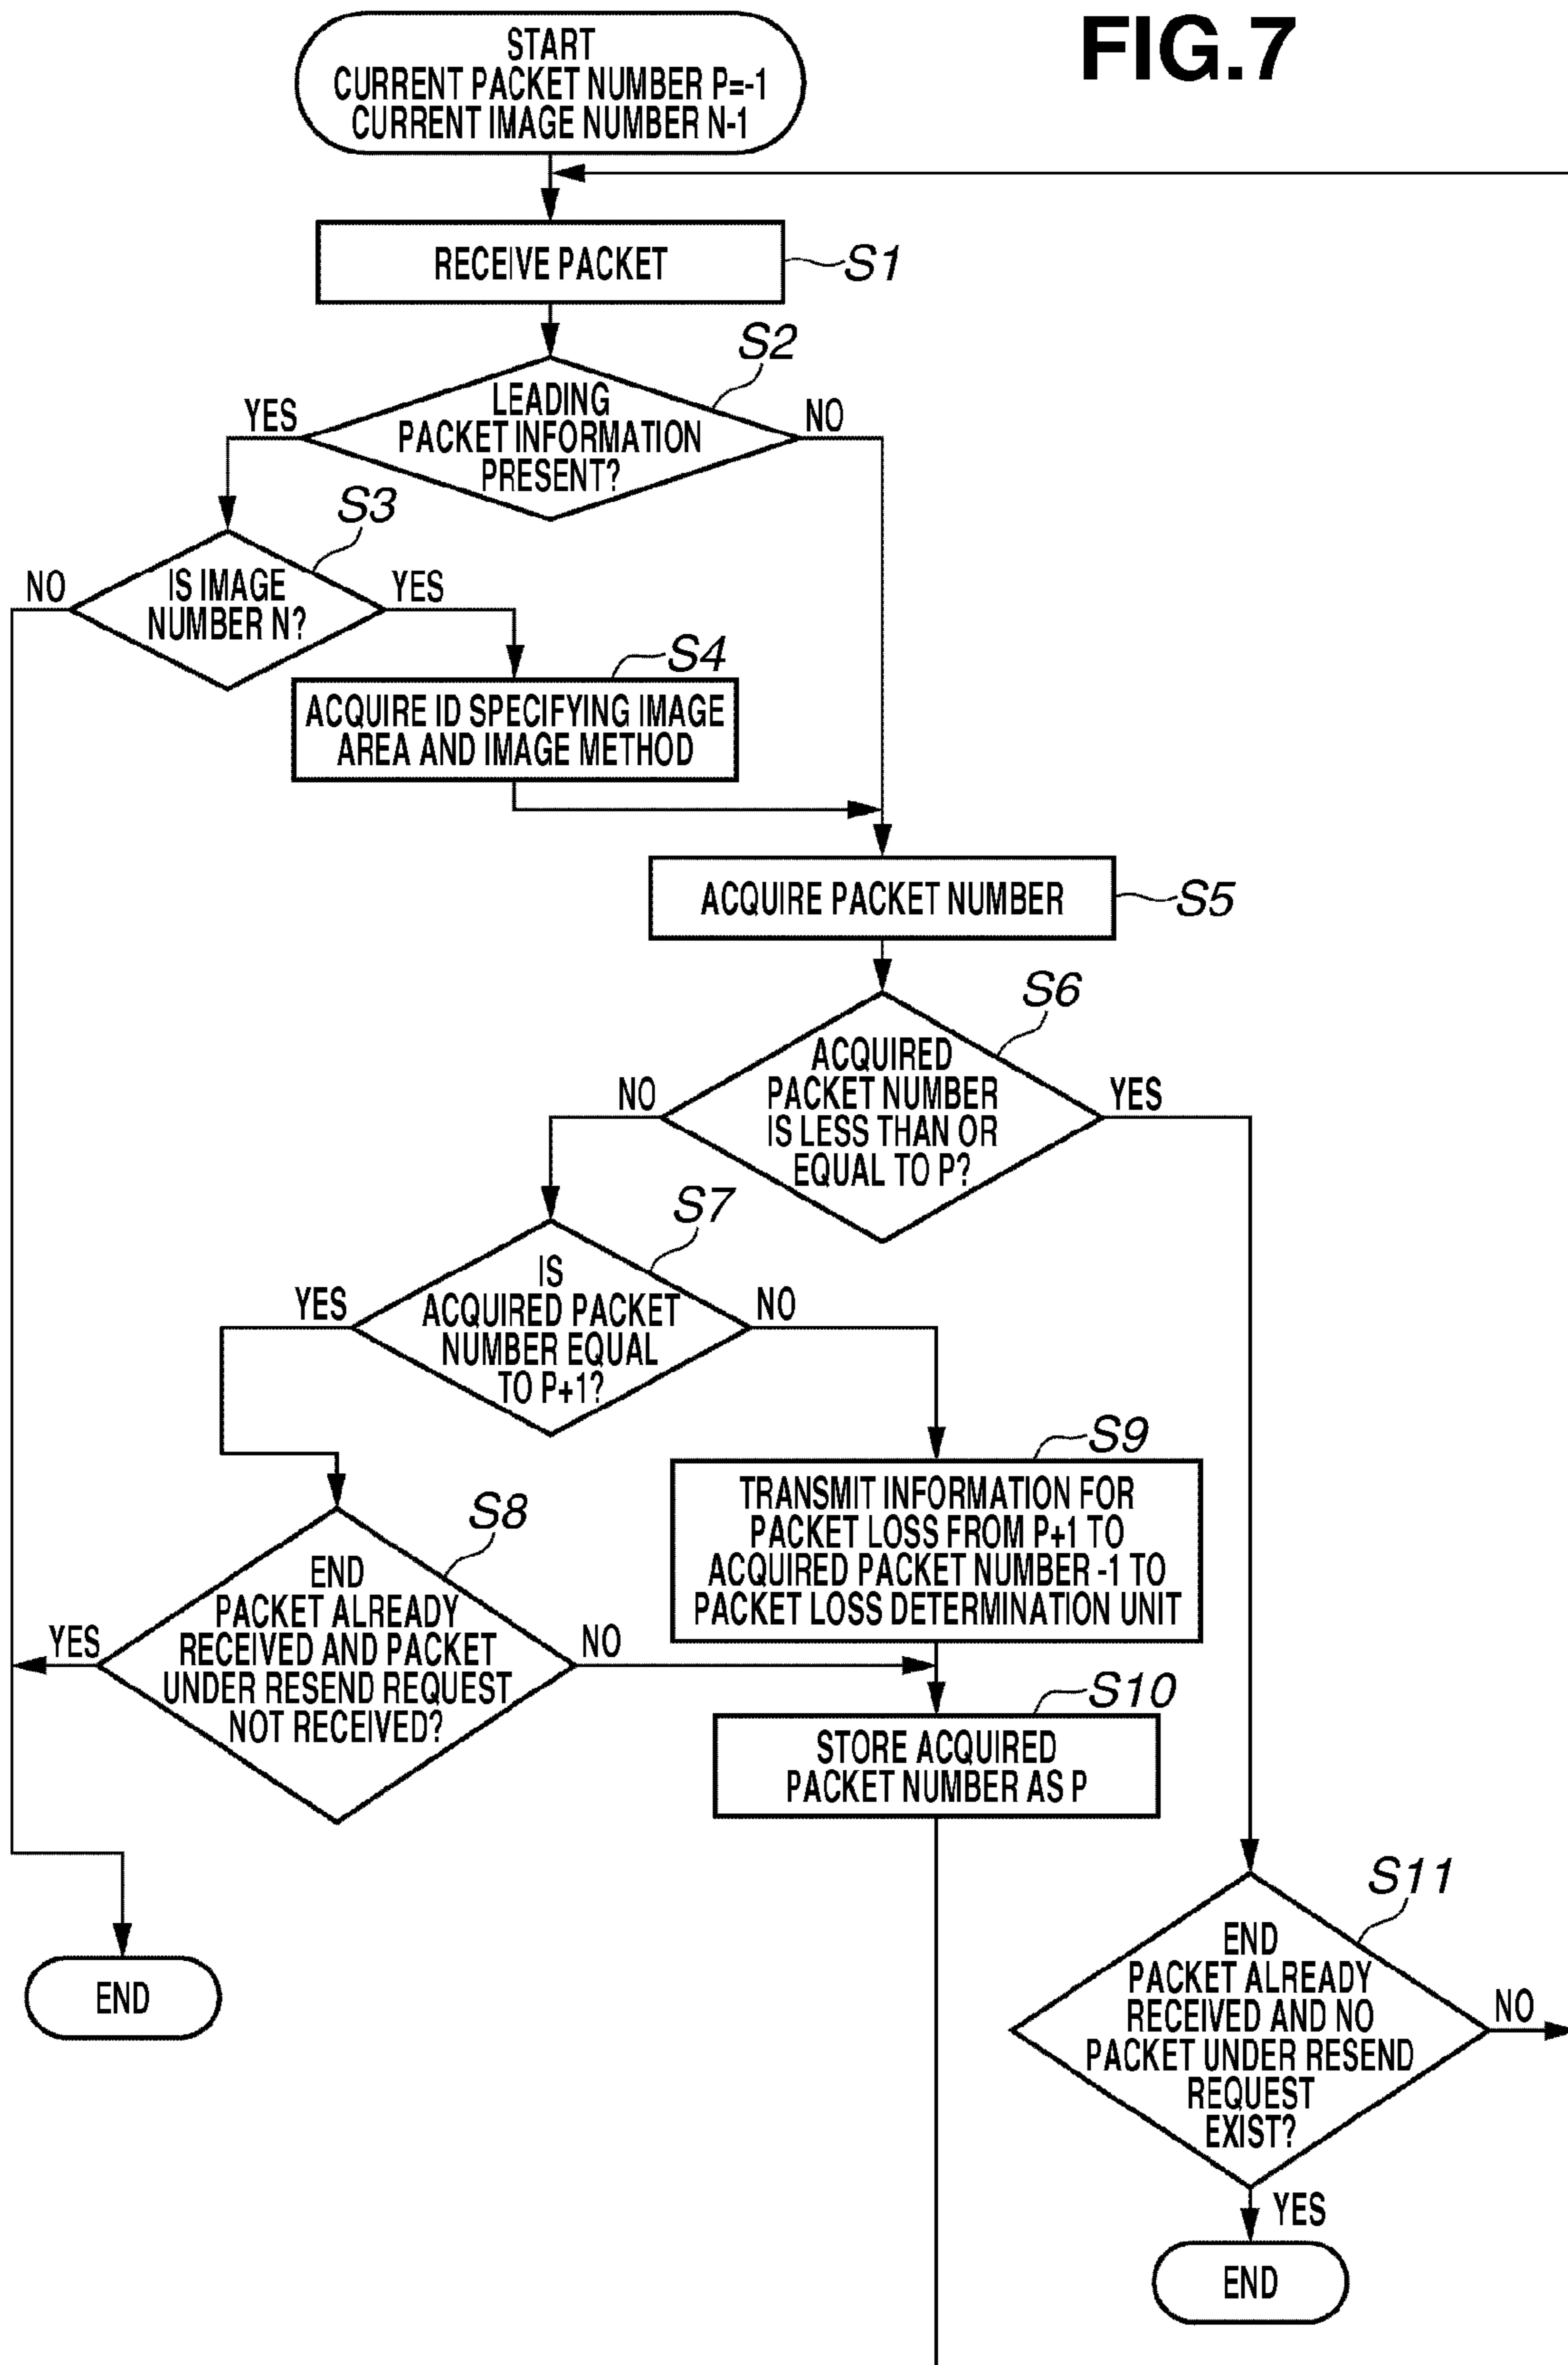 FIG.7
START
CURRENT PACKET NUMBER P=-1
CURRENT IMAGE NUMBER N-1
RECEIVE PACKET
S1
S2
LEADING
PACKET INFORMATION
PRESENT?
YES
NO
S3
IS IMAGE
NUMBER N?
NO
YES
S4
ACQUIRE ID SPECIFYING IMAGE
AREA AND IMAGE METHOD
ACQUIRE PACKET NUMBER
S5
S6
ACQUIRED
PACKET NUMBER
IS LESS THAN OR
EQUAL TO P?
NO
YES
S7
IS
ACQUIRED PACKET
NUMBER EQUAL
TO P+1?
YES
NO
S9
TRANSMIT INFORMATION FOR
PACKET LOSS FROM P+1 TO
ACQUIRED PACKET NUMBER -1 TO
PACKET LOSS DETERMINATION UNIT
S8
END
PACKET ALREADY
RECEIVED AND PACKET
UNDER RESEND REQUEST
NOT RECEIVED?
YES
NO
S10
STORE ACQUIRED
PACKET NUMBER AS P
S11
END
PACKET ALREADY
RECEIVED AND NO
PACKET UNDER RESEND
REQUEST
EXIST?
NO
YES
END
END